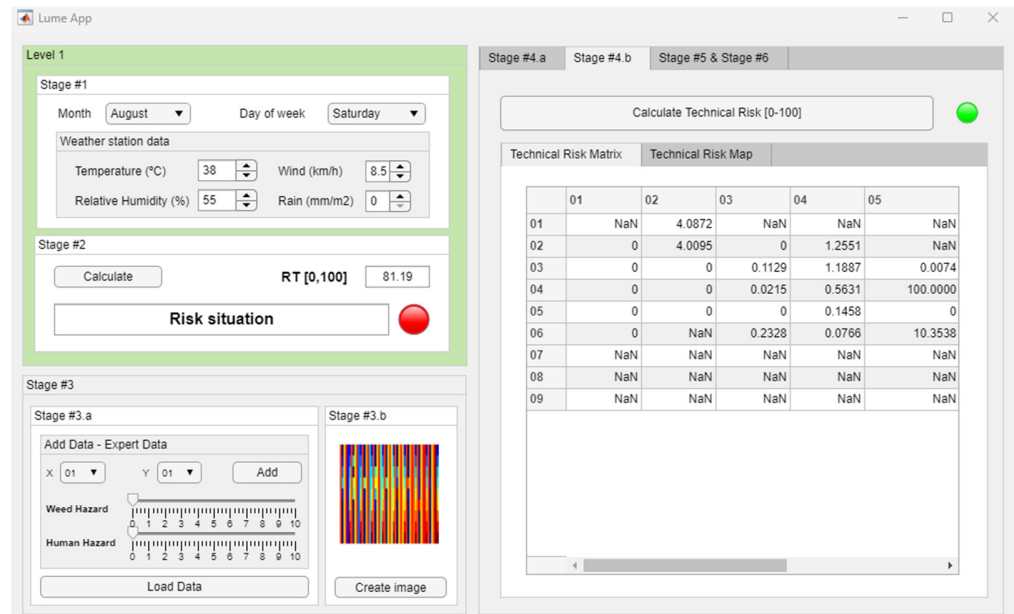 Lume App
Level 1
Stage #1
Month August Day of week Saturday
Weather station data
Temperature (ºC) 38 Wind (km/h) 8.5
Relative Humidity (%) 55 Rain (mm/m2) 0
Stage #2
Calculate RT [0,100] 81.19
Risk situation
Stage #3
Stage #3.a
Add Data - Expert Data
X 01 Y 01 Add
Weed Hazard
0 1 2 3 4 5 6 7 8 9 10
Human Hazard
0 1 2 3 4 5 6 7 8 9 10
Load Data
Stage #3.b
Create image
Stage #4.a Stage #4.b Stage #5 & Stage #6
Calculate Technical Risk [0-100]
Technical Risk Matrix Technical Risk Map
01 02 03 04 05
01 NaN 4.0872 NaN NaN NaN
02 0 4.0095 0 1.2551 NaN
03 0 0 0.1129 1.1887 0.0074
04 0 0 0.0215 0.5631 100.0000
05 0 0 0 0.1458 0
06 0 NaN 0.2328 0.0766 10.3538
07 NaN NaN NaN NaN NaN
08 NaN NaN NaN NaN NaN
09 NaN NaN NaN NaN NaN